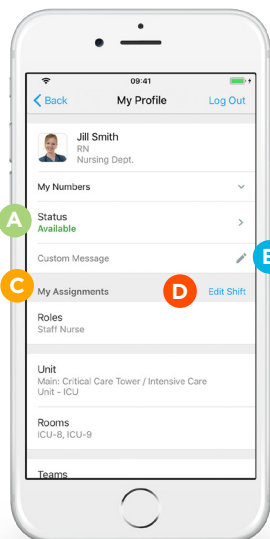 09:41
Back My Profile Log Out
Jill Smith
RN
Nursing Dept.
My Numbers
A
Status
Available
Custom Message
C
My Assignments
D
Edit Shift
Roles
Staff Nurse
Unit
Main: Critical Care Tower / Intensive Care
Unit - ICU
Rooms
ICU-8, ICU-9
Teams